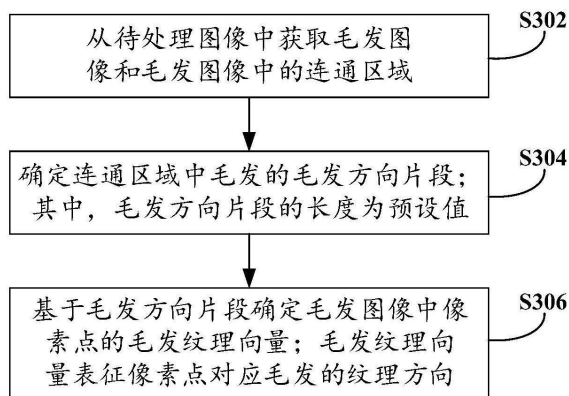 S302
从待处理图像中获取毛发图
像和毛发图像中的连通区域
S304
确定连通区域中毛发的毛发方向片段；
其中，毛发方向片段的长度为预设值
S306
基于毛发方向片段确定毛发图像中像
素点的毛发纹理向量；毛发纹理向
量表征像素点对应毛发的纹理方向